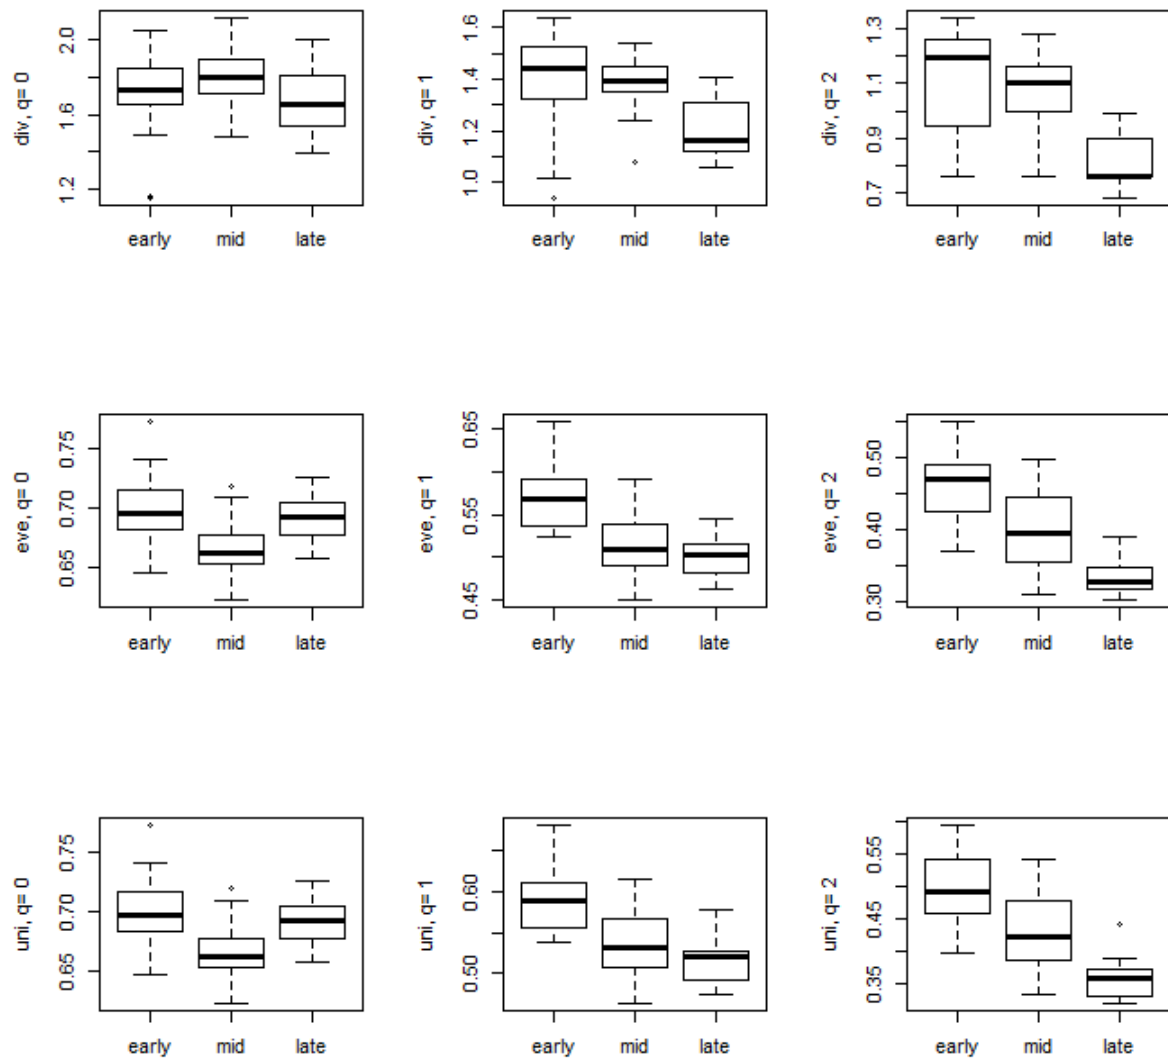 div, q= 0
2.0
1.6
1.2
early mid late
div, q= 1
1.6
1.4
1.2
1.0
early mid late
div, q= 2
1.3
1.1
0.9
0.7
early mid late
eve, q= 0
0.75
0.70
0.65
early mid late
eve, q= 1
0.65
0.55
0.45
early mid late
eve, q= 2
0.50
0.40
0.30
early mid late
uni, q= 0
0.75
0.70
0.65
early mid late
uni, q= 1
0.60
0.50
early mid late
uni, q= 2
0.55
0.45
0.35
early mid late